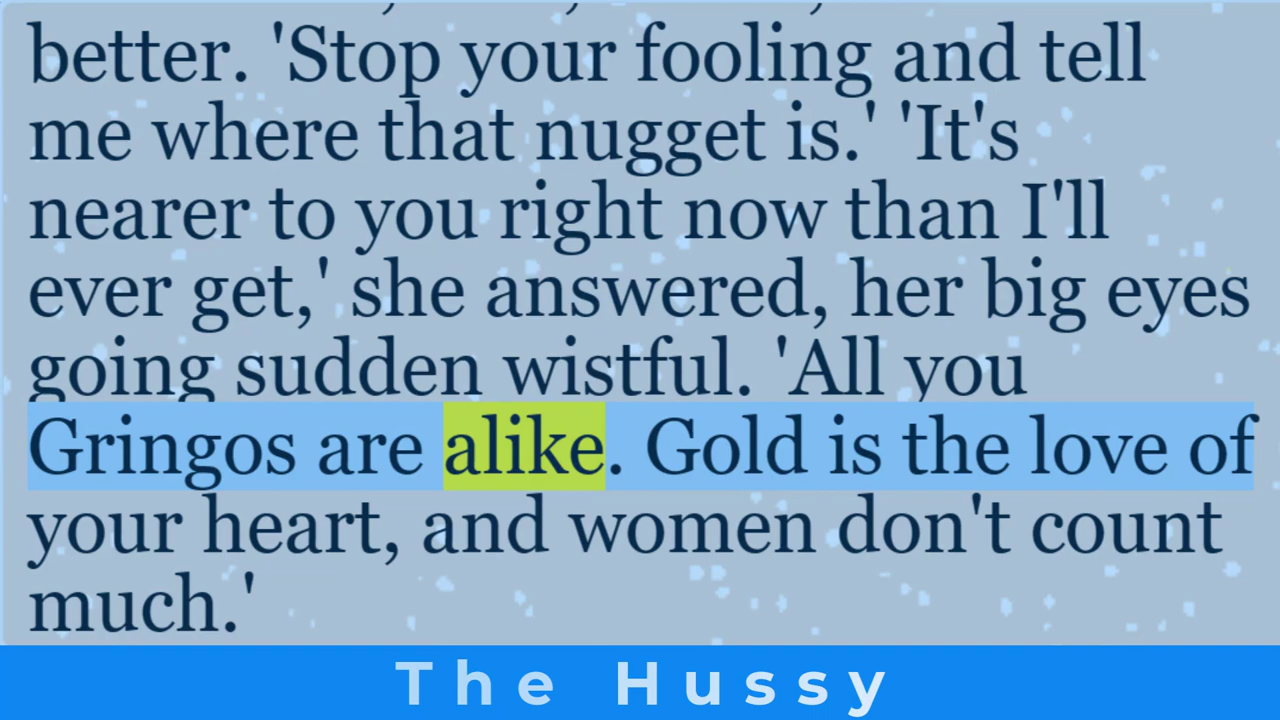 better. 'Stop your fooling and tell
me where that nugget is.' 'It's
nearer to you right now than I'll
ever get,' she answered, her big eyes
going sudden wistful. 'All you
Gringos are alike. Gold is the love of
your heart, and women don't count
much.'
The Hussy